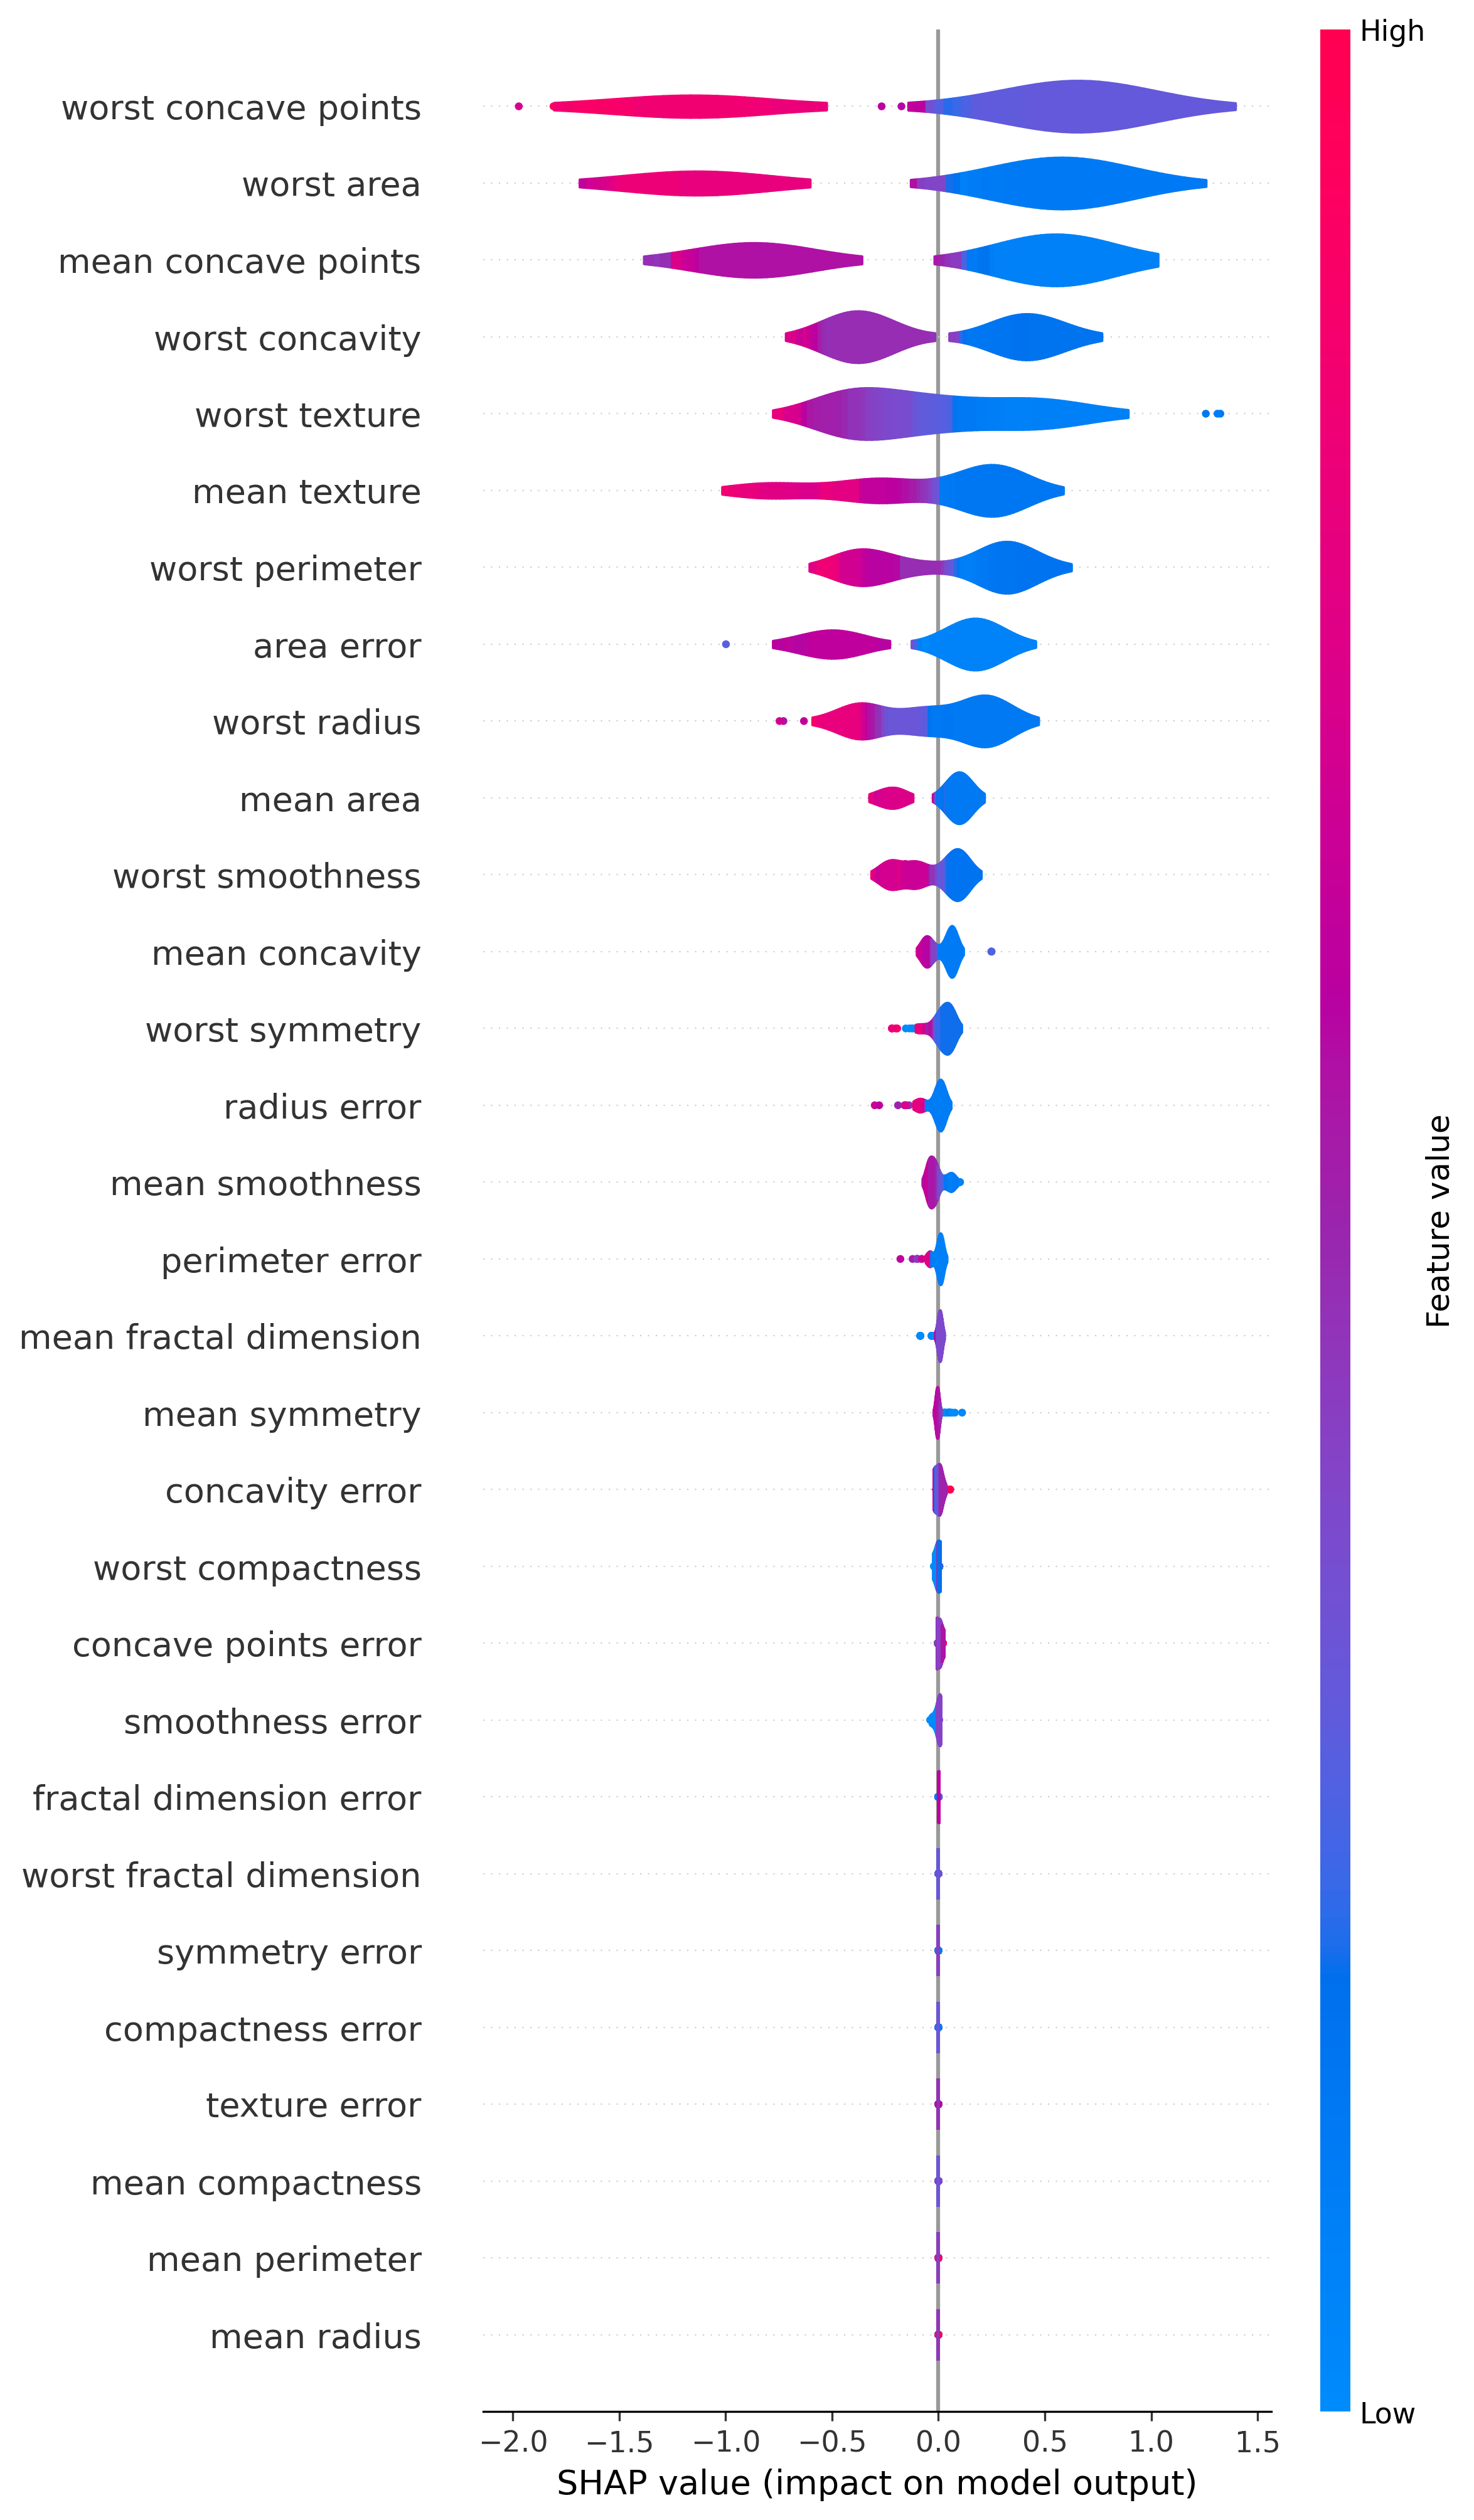 High
worst concave points
worst area
mean concave points
worst concavity
worst texture
mean texture
worst perimeter
area error
worst radius
mean area
worst smoothness
mean concavity
worst symmetry
radius error
mean smoothness
perimeter error
mean fractal dimension
mean symmetry
concavity error
worst compactness
concave points error
smoothness error
fractal dimension error
worst fractal dimension
symmetry error
compactness error
texture error
mean compactness
mean perimeter
mean radius
Feature value
Low
−2.0 −1.5 −1.0 −0.5 0.0 0.5 1.0 1.5
SHAP value (impact on model output)